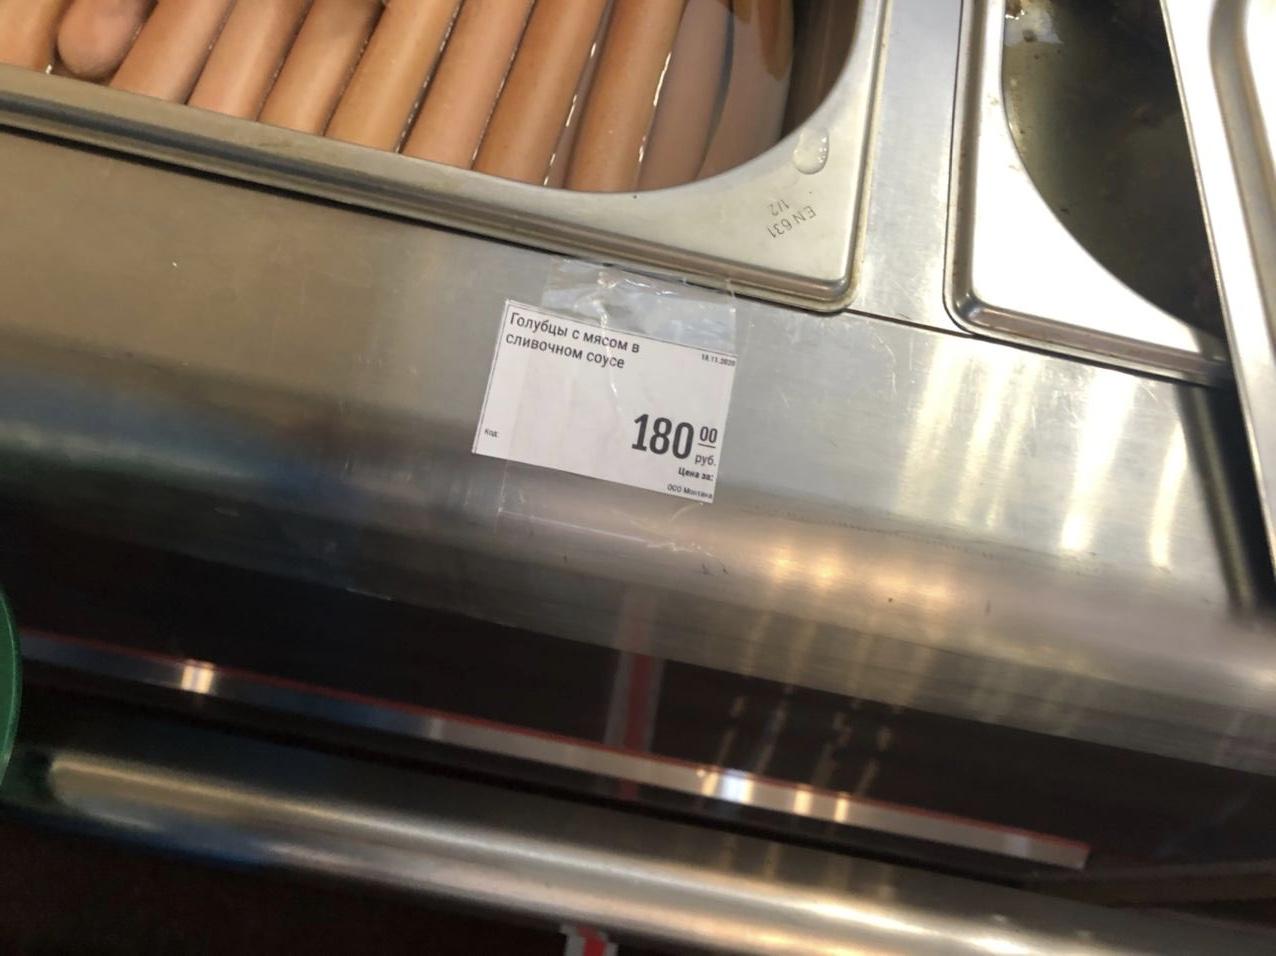 EN 631
1/2
Голубцы с мясом в
сливочном соусе
18.11.2020
180 00
руб.
Код:
Цена за:
ООО Монтана